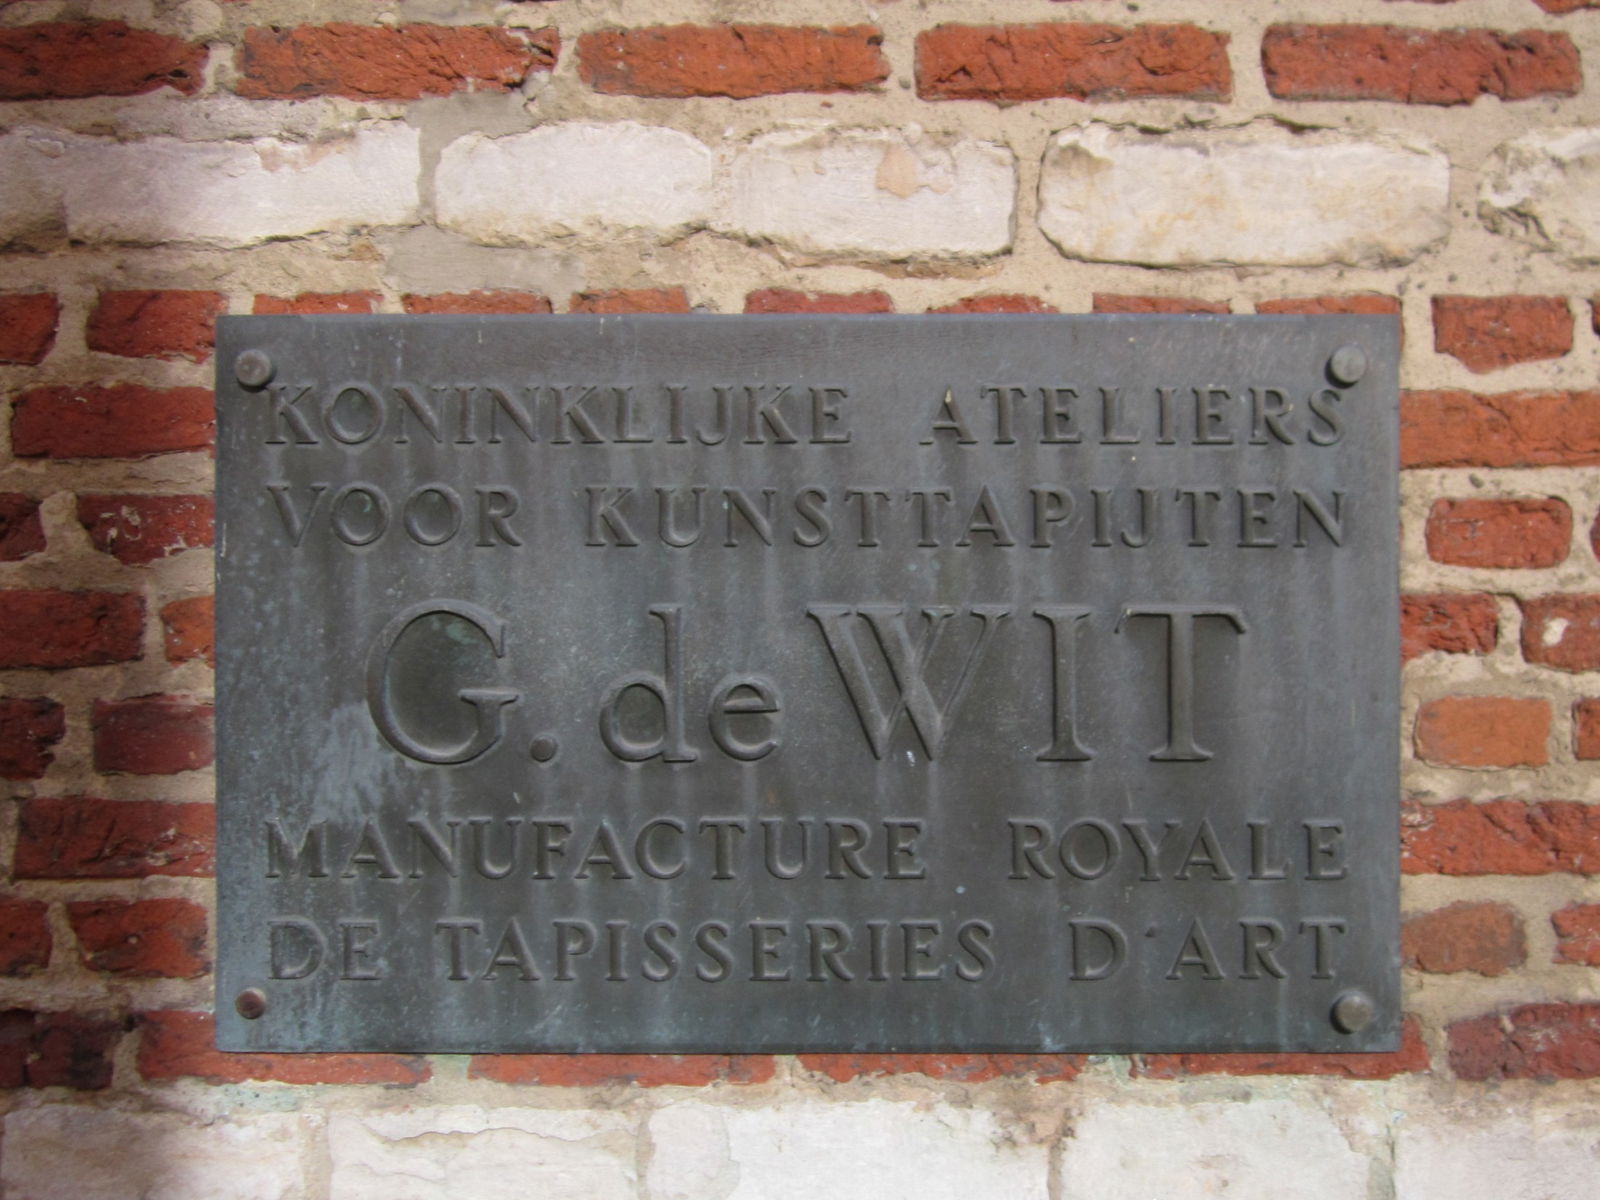 KONINKLIJKE ATELIERS
VOOR KUNSTTAPIJTEN
G. de WIT
MANUFACTURE ROYALE
DE TAPISSERIES D'ART